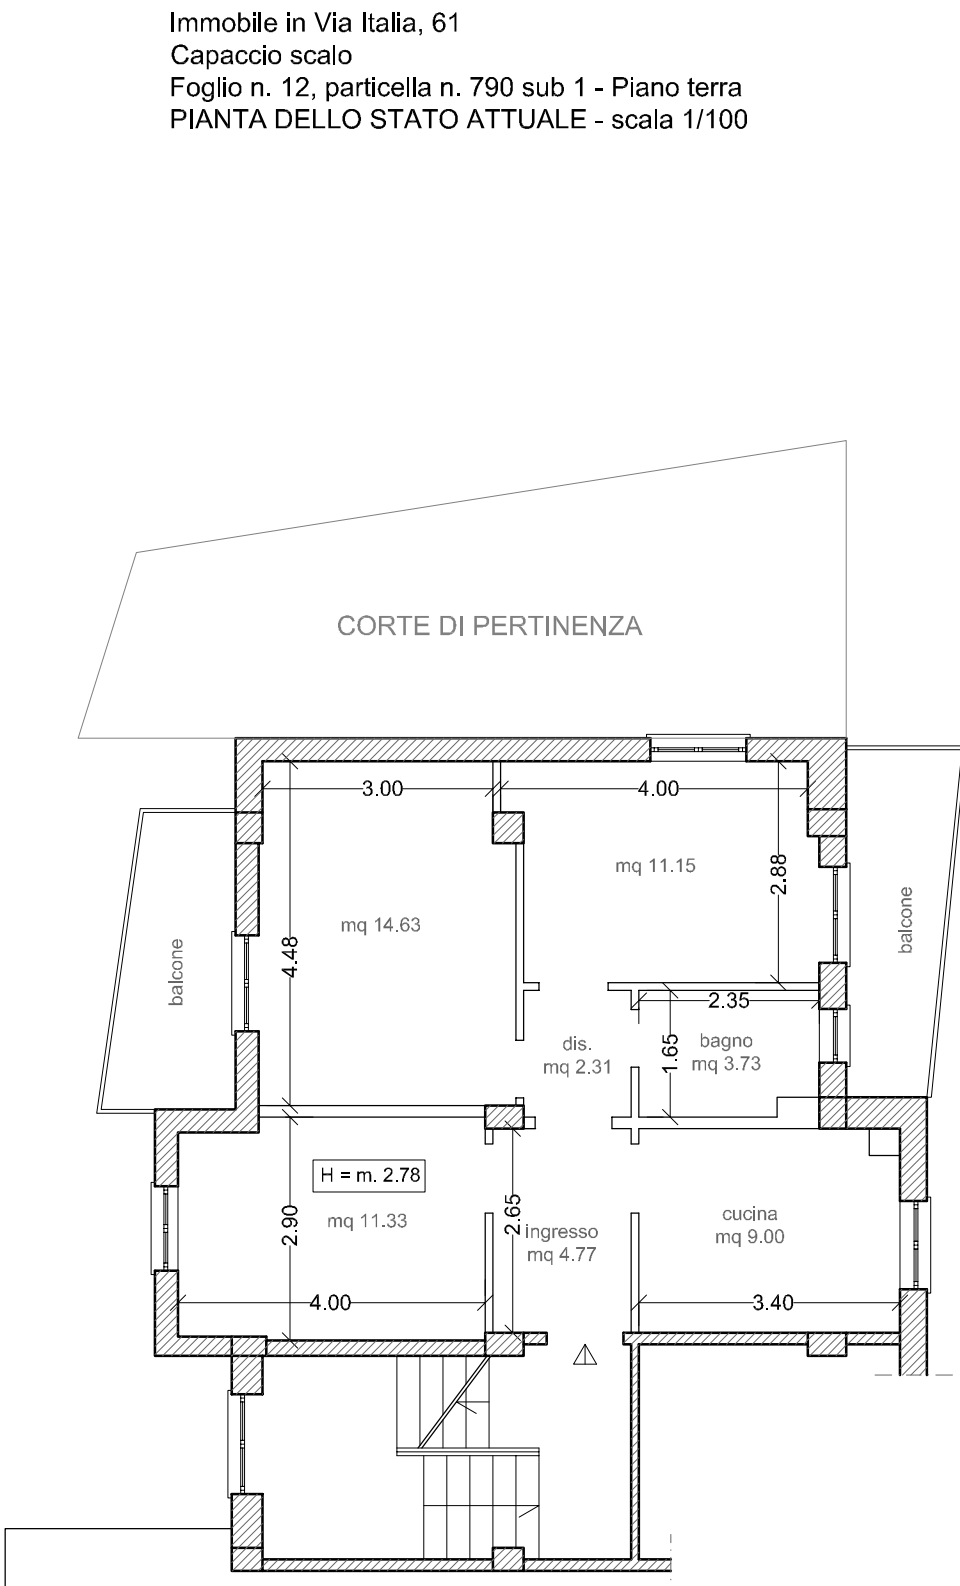 Immobile in Via Italia, 61
Capaccio scalo
Foglio n. 12, particella n. 790 sub 1 - Piano terra
PIANTA DELLO STATO ATTUALE - scala 1/100
CORTE DI PERTINENZA
3.00
4.00
mq 11.15
2.88
mq 14.63
4.48
balcone
balcone
2.35
dis.
mq 2.31
1.65
bagno
mq 3.73
H = m. 2.78
mq 11.33
2.90
2.65
ingresso
mq 4.77
cucina
mq 9.00
4.00
3.40